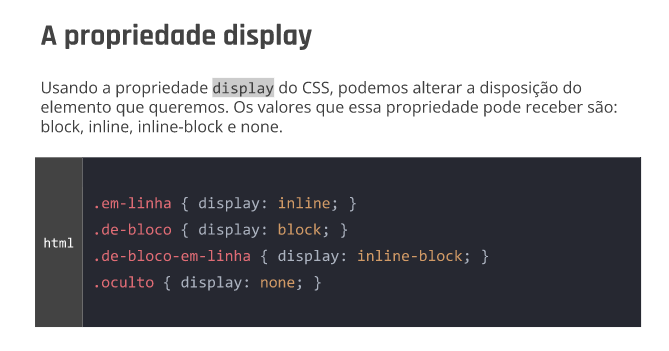 A propriedade display
Usando a propriedade display do CSS, podemos alterar a disposição do
elemento que queremos. Os valores que essa propriedade pode receber são:
block, inline, inline-block e none.
html
.em-linha { display: inline; }
.de-bloco { display: block; }
.de-bloco-em-linha { display: inline-block; }
.oculto { display: none; }